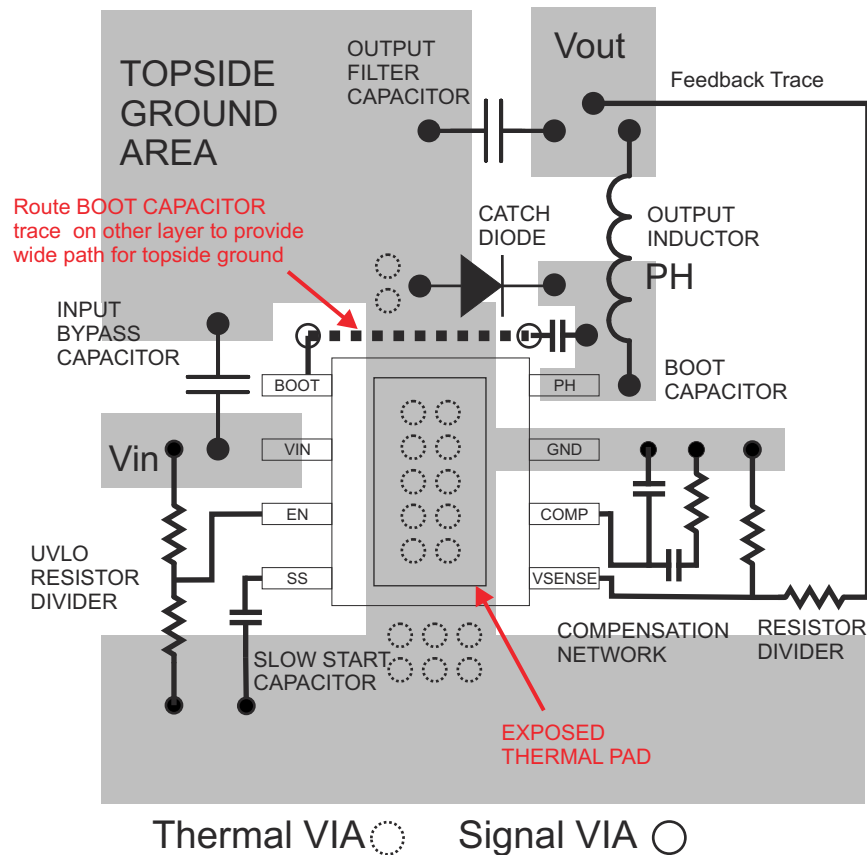 OUTPUT
FILTER
CAPACITOR
Vout
TOPSIDE
GROUND
AREA
Feedback Trace
Route BOOT CAPACITOR
trace on other layer to provide
wide path for topside ground
CATCH
DIODE
OUTPUT
INDUCTOR
PH
INPUT
BYPASS
CAPACITOR
BOOT
CAPACITOR
BOOT
PH
Vin
VIN
GND
EN
COMP
UVLO
RESISTOR
DIVIDER
SS
VSENSE
SLOW START
CAPACITOR
COMPENSATION
NETWORK
RESISTOR
DIVIDER
EXPOSED
THERMAL PAD
Thermal VIA
Signal VIA